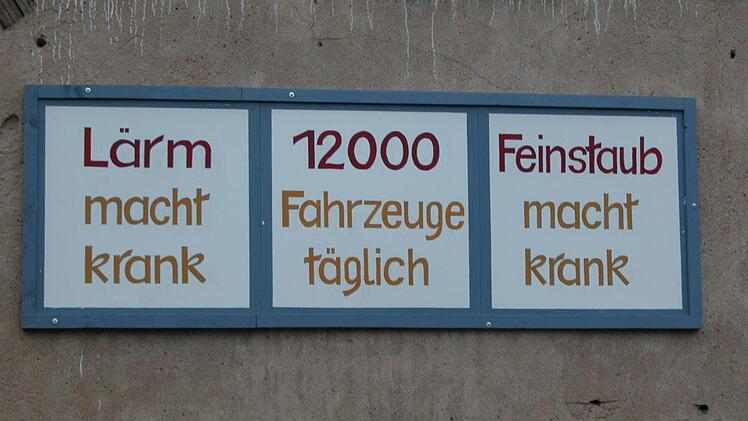 Lärm
macht
krank
12000
Fahrzeuge
täglich
Feinstaub
macht
krank